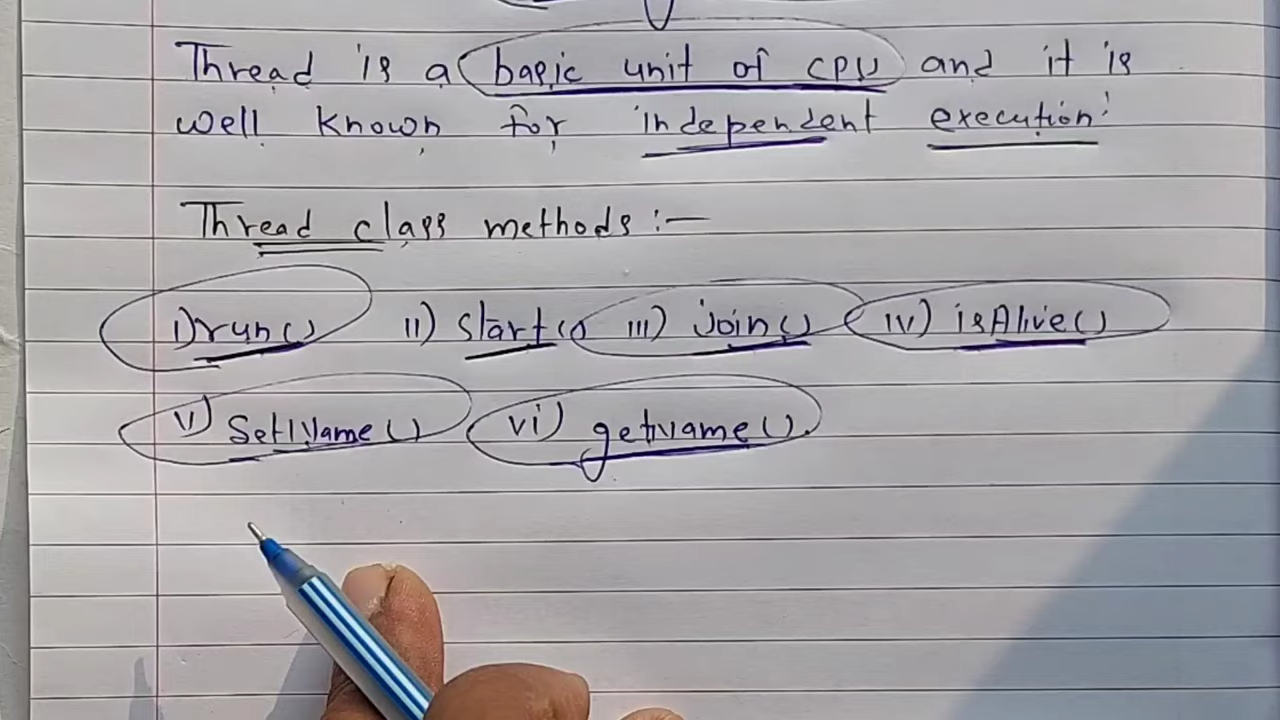 Thread is a basic unit of CPU and it is
well known for independent execution.
Thread class methods :-
i) run() ii) start() iii) Join() iv) isAlive()
v) SetName() vi) getName().